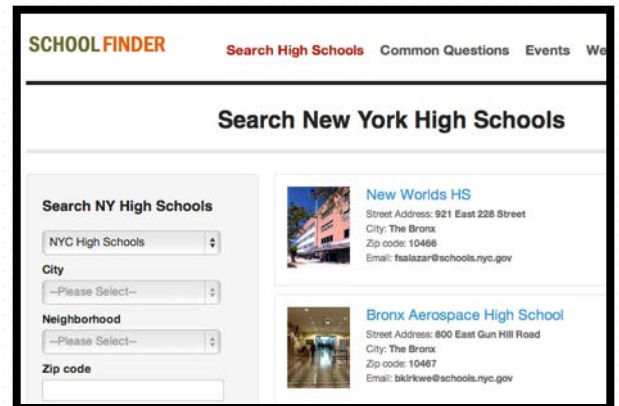 SCHOOL FINDER
Search High Schools Common Questions Events We
Search New York High Schools
Search NY High Schools
NYC High Schools
City
--Please Select--
Neighborhood
--Please Select--
Zip code
New Worlds HS
Street Address: 921 East 228 Street
City: The Bronx
Zip code: 10466
Email: fsalazar@schools.nyc.gov
Bronx Aerospace High School
Street Address: 800 East Gun Hill Road
City: The Bronx
Zip code: 10467
Email: bkirkwe@schools.nyc.gov